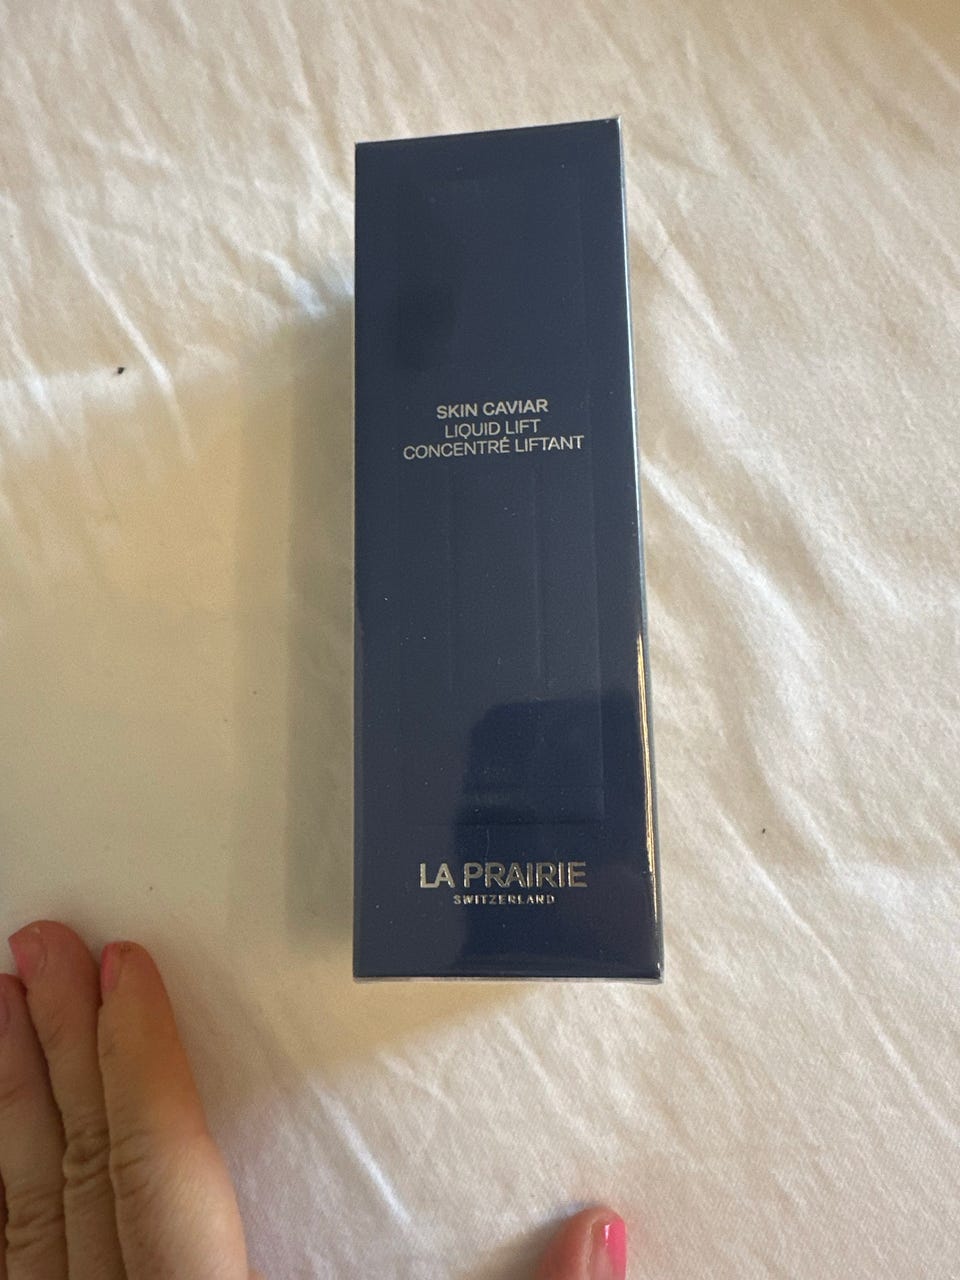 SKIN CAVIAR
LIQUID LIFT
CONCENTRÉ LIFTANT
LA PRAIRIE
SWITZERLAND